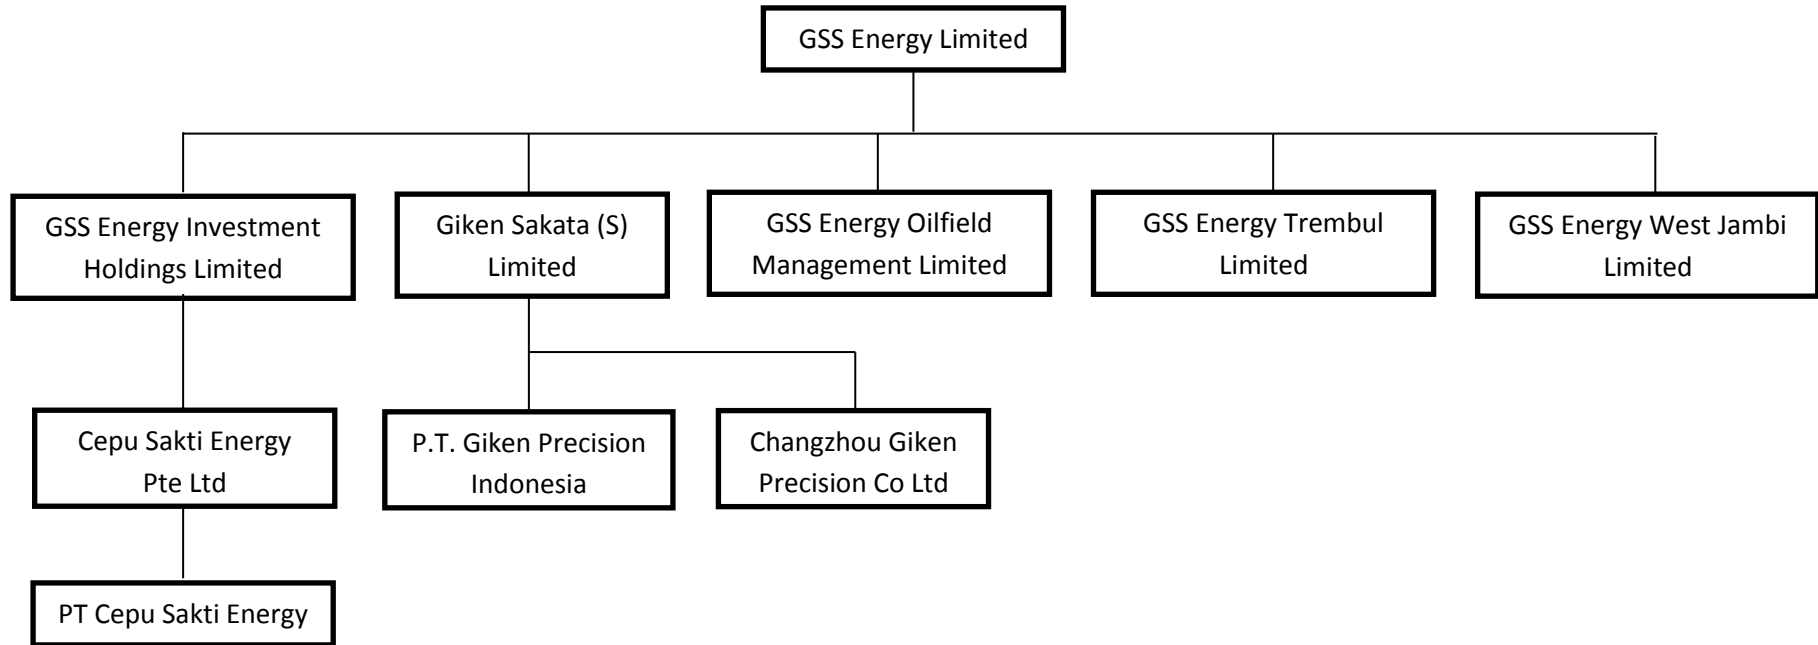 GSS Energy Limited
GSS Energy Investment
Holdings Limited
Giken Sakata (S)
Limited
GSS Energy Oilfield
Management Limited
GSS Energy Trembul
Limited
GSS Energy West Jambi
Limited
Cepu Sakti Energy
Pte Ltd
P.T. Giken Precision
Indonesia
Changzhou Giken
Precision Co Ltd
PT Cepu Sakti Energy